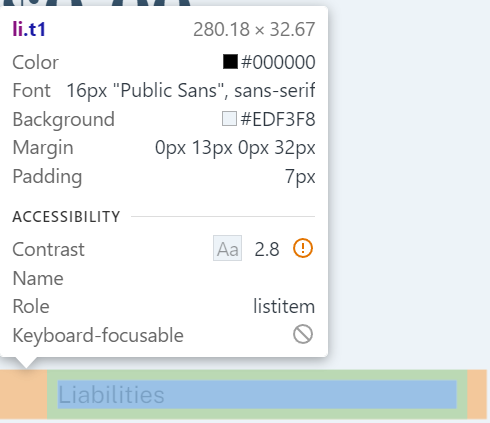 li.t1 280.18 × 32.67
Color #000000
Font 16px "Public Sans", sans-serif
Background #EDF3F8
Margin 0px 13px 0px 32px
Padding 7px
ACCESSIBILITY
Contrast Aa 2.8
Name
Role listitem
Keyboard-focusable
Liabilities